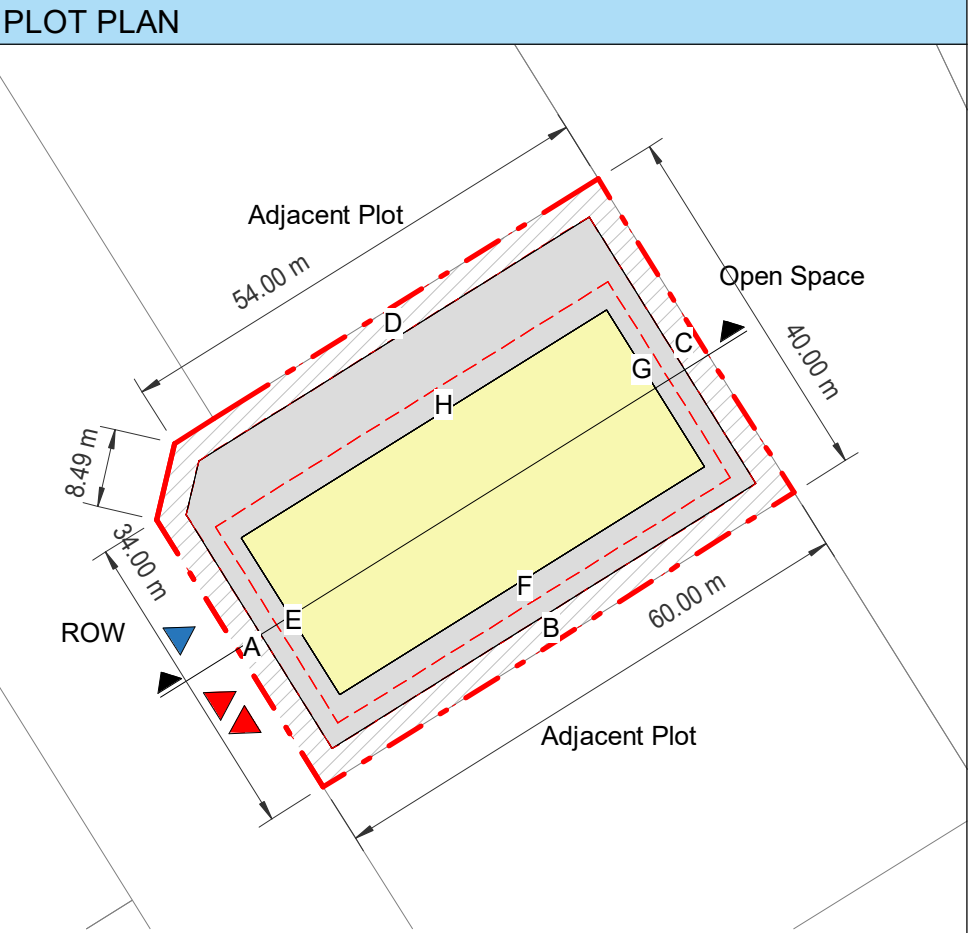 PLOT PLAN
Adjacent Plot
54.00 m
Open Space
D
C
40.00 m
G
H
8.49 m
34.00 m
F
E
B
60.00 m
ROW
A
Adjacent Plot